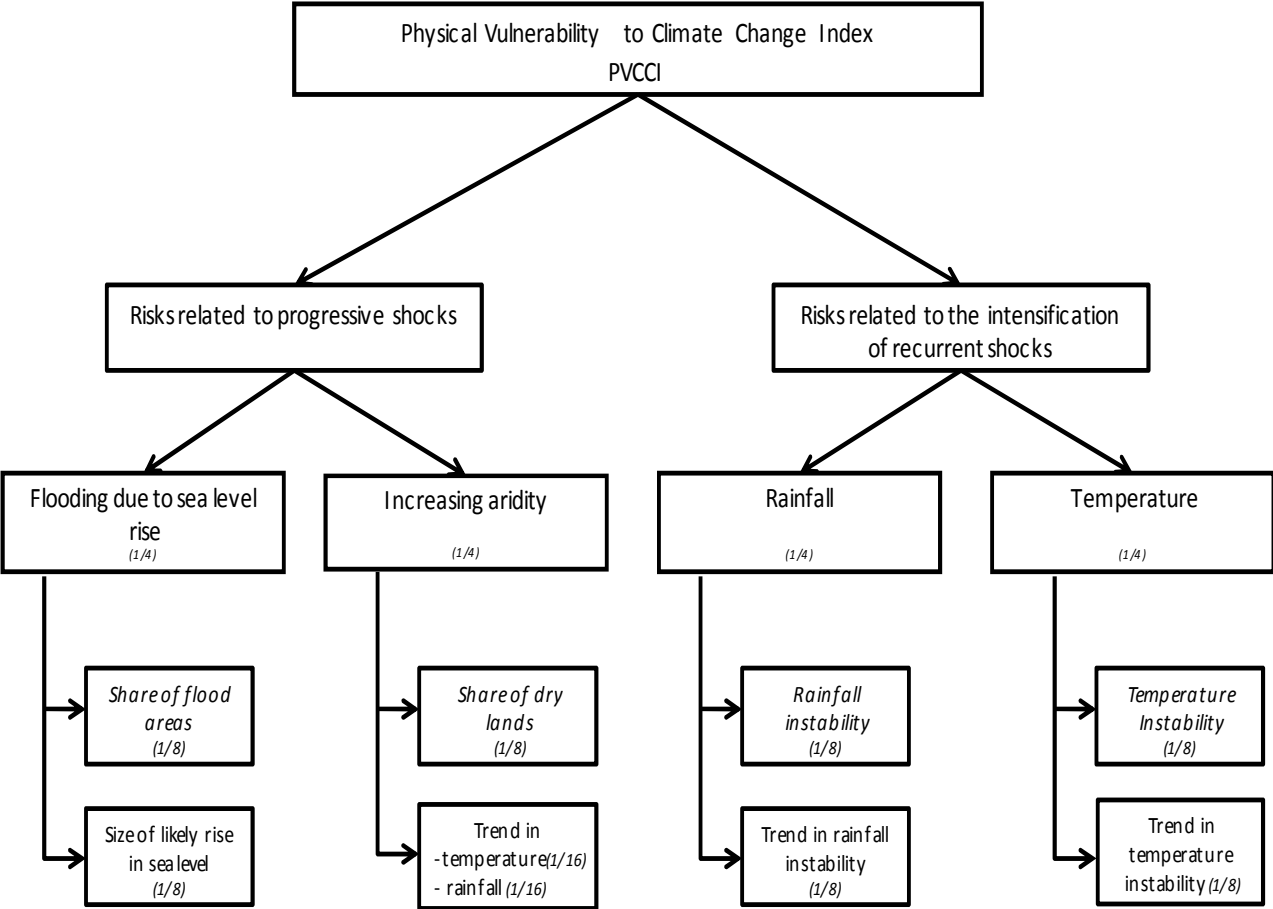 Physical Vulnerability to Climate Change Index
PVCCI
Risks related to progressive shocks
Risks related to the intensification
of recurrent shocks
Flooding due to sea level
rise
(1/4)
Increasing aridity
(1/4)
Rainfall
(1/4)
Temperature
(1/4)
Share of flood
areas
(1/8)
Share of dry
lands
(1/8)
Rainfall
instability
(1/8)
Temperature
Instability
(1/8)
Size of likely rise
in sea level
(1/8)
Trend in
-temperature(1/16)
- rainfall (1/16)
Trend in rainfall
instability
(1/8)
Trend in
temperature
instability (1/8)